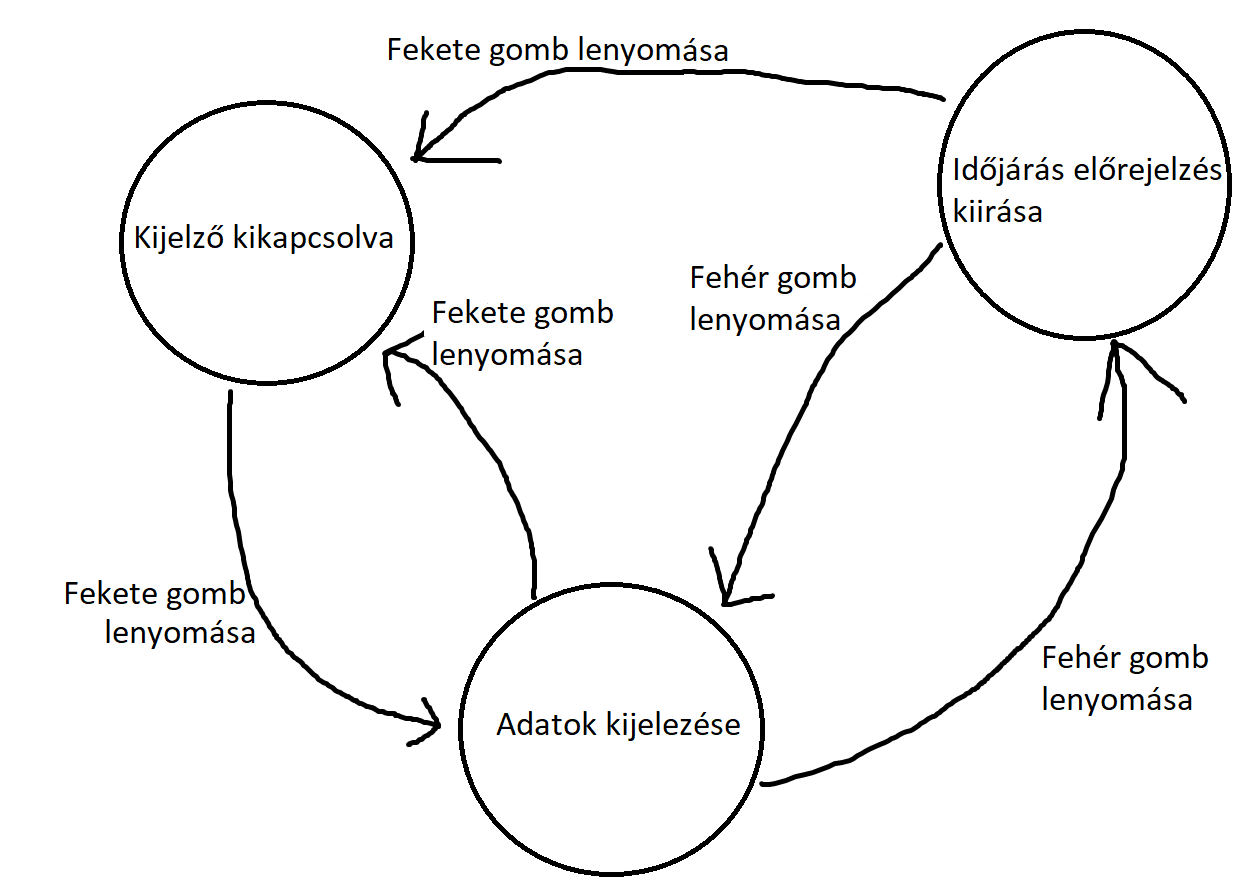 Fekete gomb lenyomása
Időjárás előrejelzés
kiirása
Kijelző kikapcsolva
Fehér gomb
lenyomása
Fekete gomb
lenyomása
Fekete gomb
lenyomása
Fehér gomb
lenyomása
Adatok kijelezése